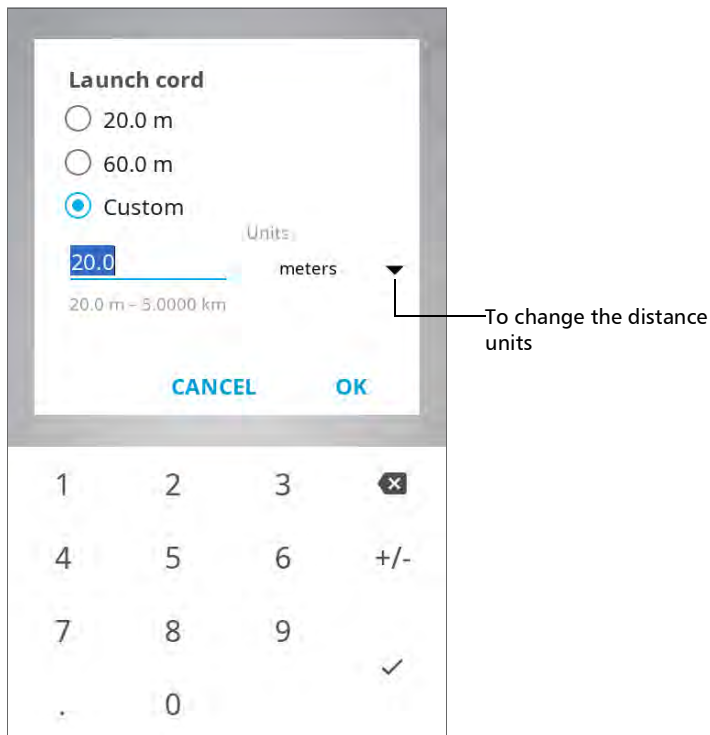 Launch cord
20.0 m
60.0 m
Custom
Units
20.0
meters
20.0 m – 5.0000 km
To change the distance
units
CANCEL
OK
1 2 3
4 5 6 +/-
7 8 9
. 0